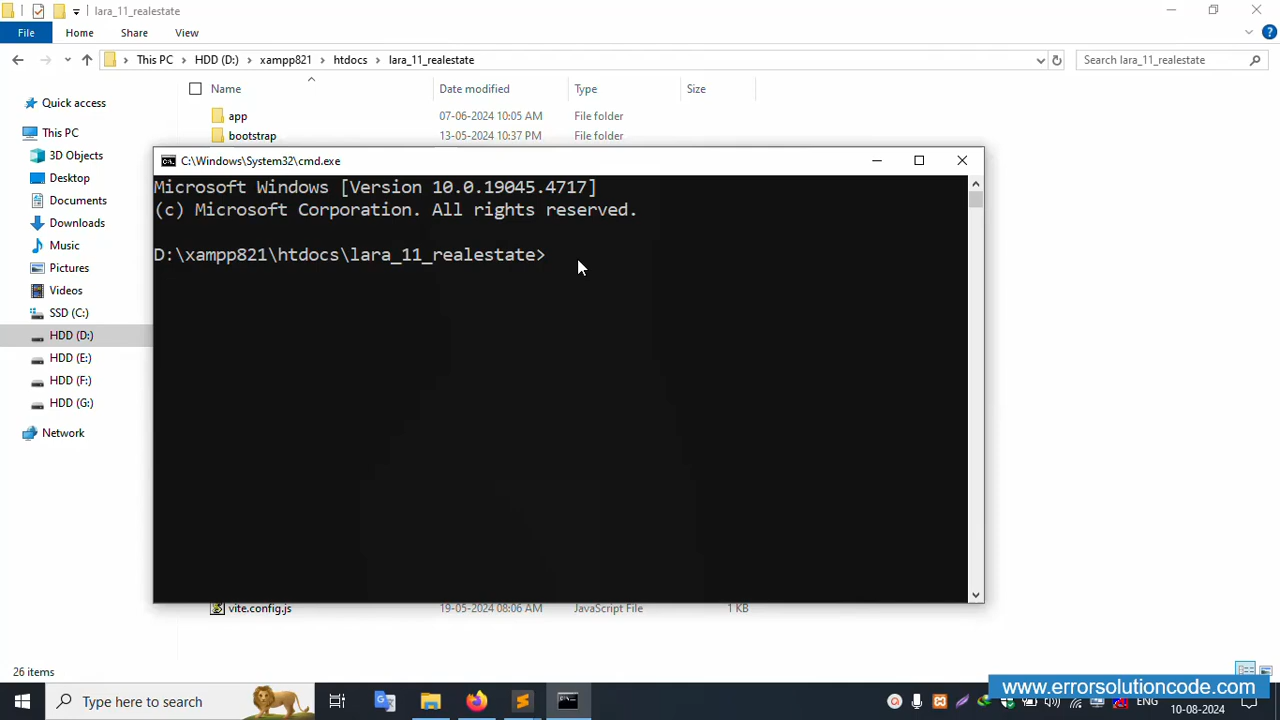 lara_11_realestate
File
Home
Share
View
This PC
HDD (D:)
xampp821
htdocs
lara_11_realestate
Search lara_11_realestate
Name
Date modified
Type
Size
Quick access
This PC
3D Objects
Desktop
Documents
Downloads
Music
Pictures
Videos
SSD (C:)
HDD (D:)
HDD (E:)
HDD (F:)
HDD (G:)
Network
app
07-06-2024 10:05 AM
File folder
bootstrap
13-05-2024 10:37 PM
File folder
C:\Windows\System32\cmd.exe
Microsoft Windows [Version 10.0.19045.4717]
(c) Microsoft Corporation. All rights reserved.
D:\xampp821\htdocs\lara_11_realestate>
vite.config.js
19-05-2024 08:06 AM
JavaScript File
1 KB
26 items
Type here to search
www.errorsolutioncode.com
ENG
10-08-2024